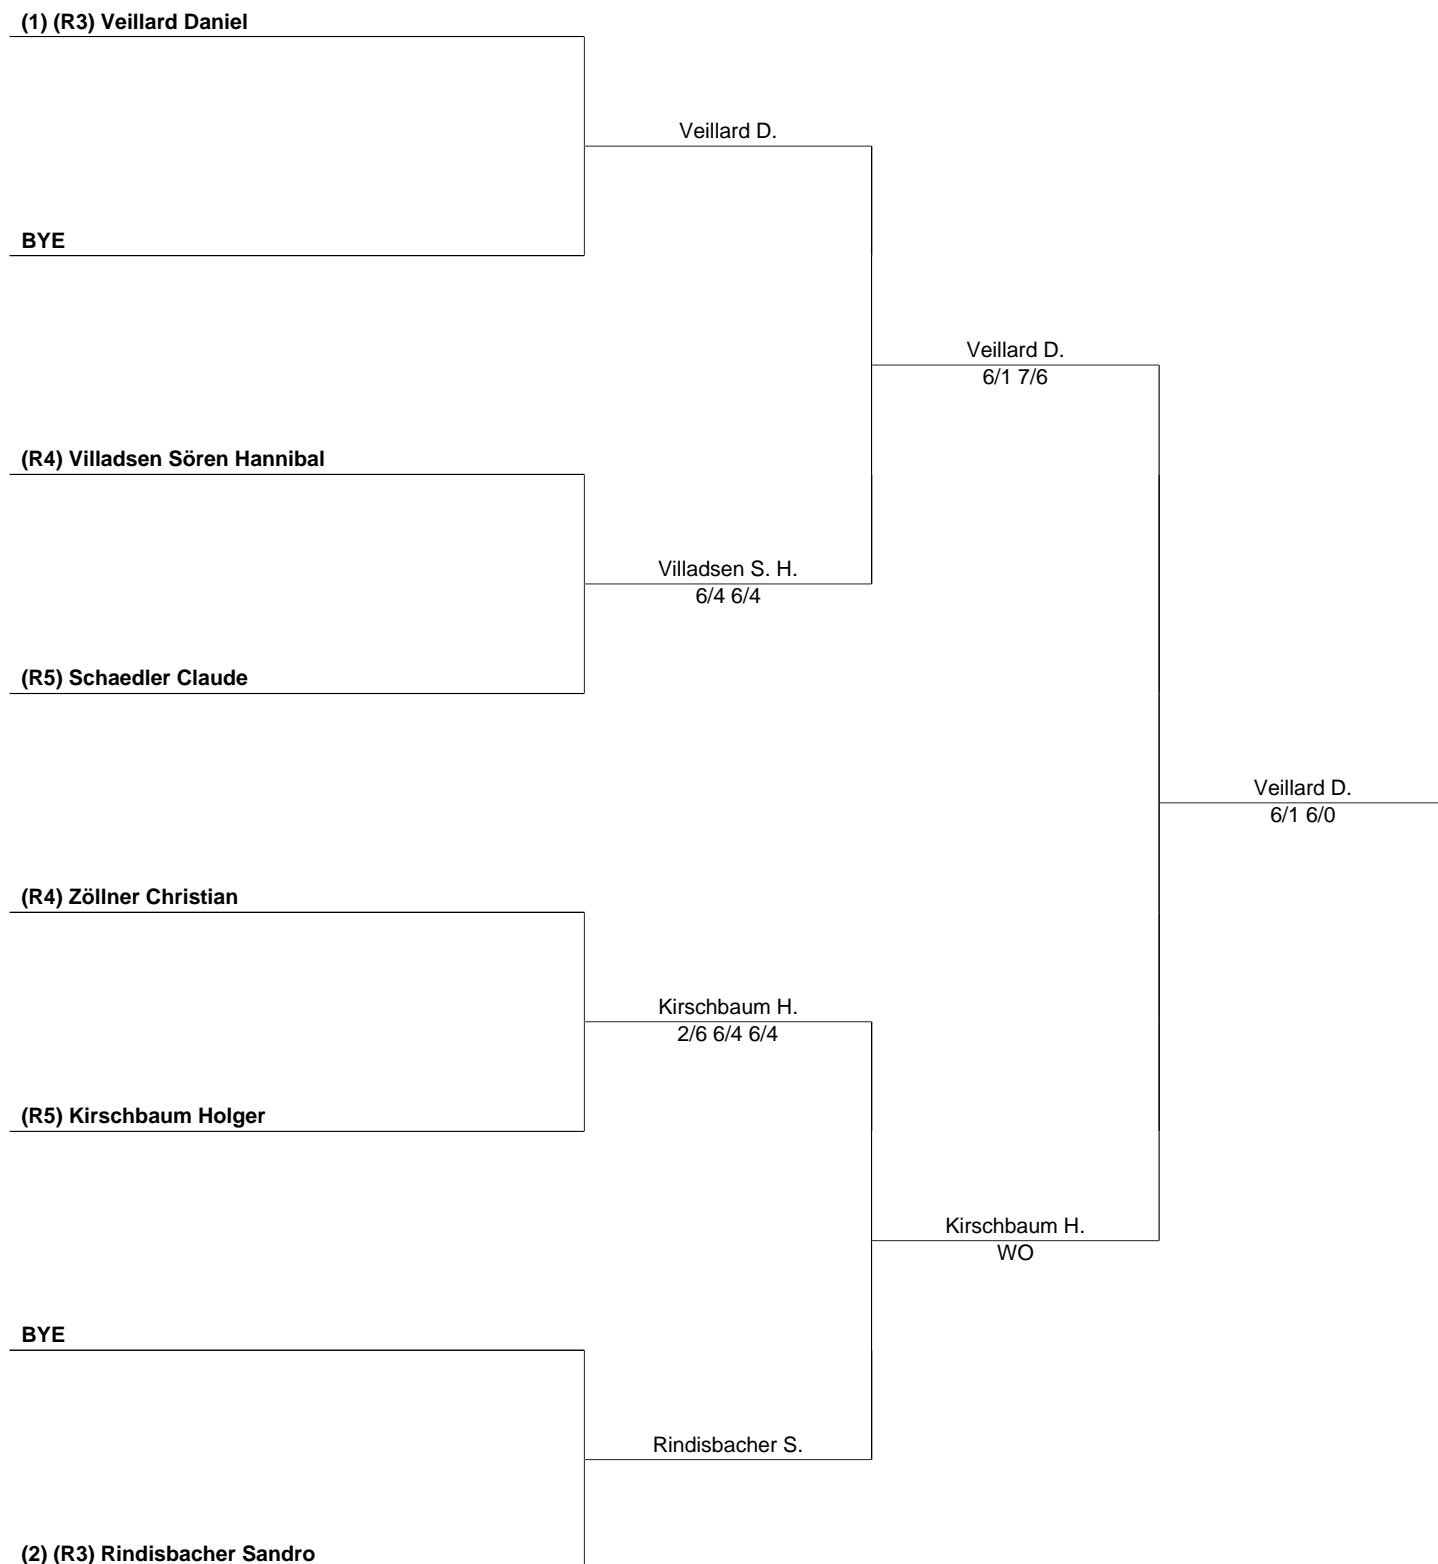 (1) (R3) Veillard Daniel
Veillard D.
BYE
Veillard D.
6/1 7/6
(R4) Villadsen Sören Hannibal
Villadsen S. H.
6/4 6/4
(R5) Schaedler Claude
Veillard D.
6/1 6/0
(R4) Zöllner Christian
Kirschbaum H.
2/6 6/4 6/4
(R5) Kirschbaum Holger
Kirschbaum H.
WO
BYE
Rindisbacher S.
(2) (R3) Rindisbacher Sandro